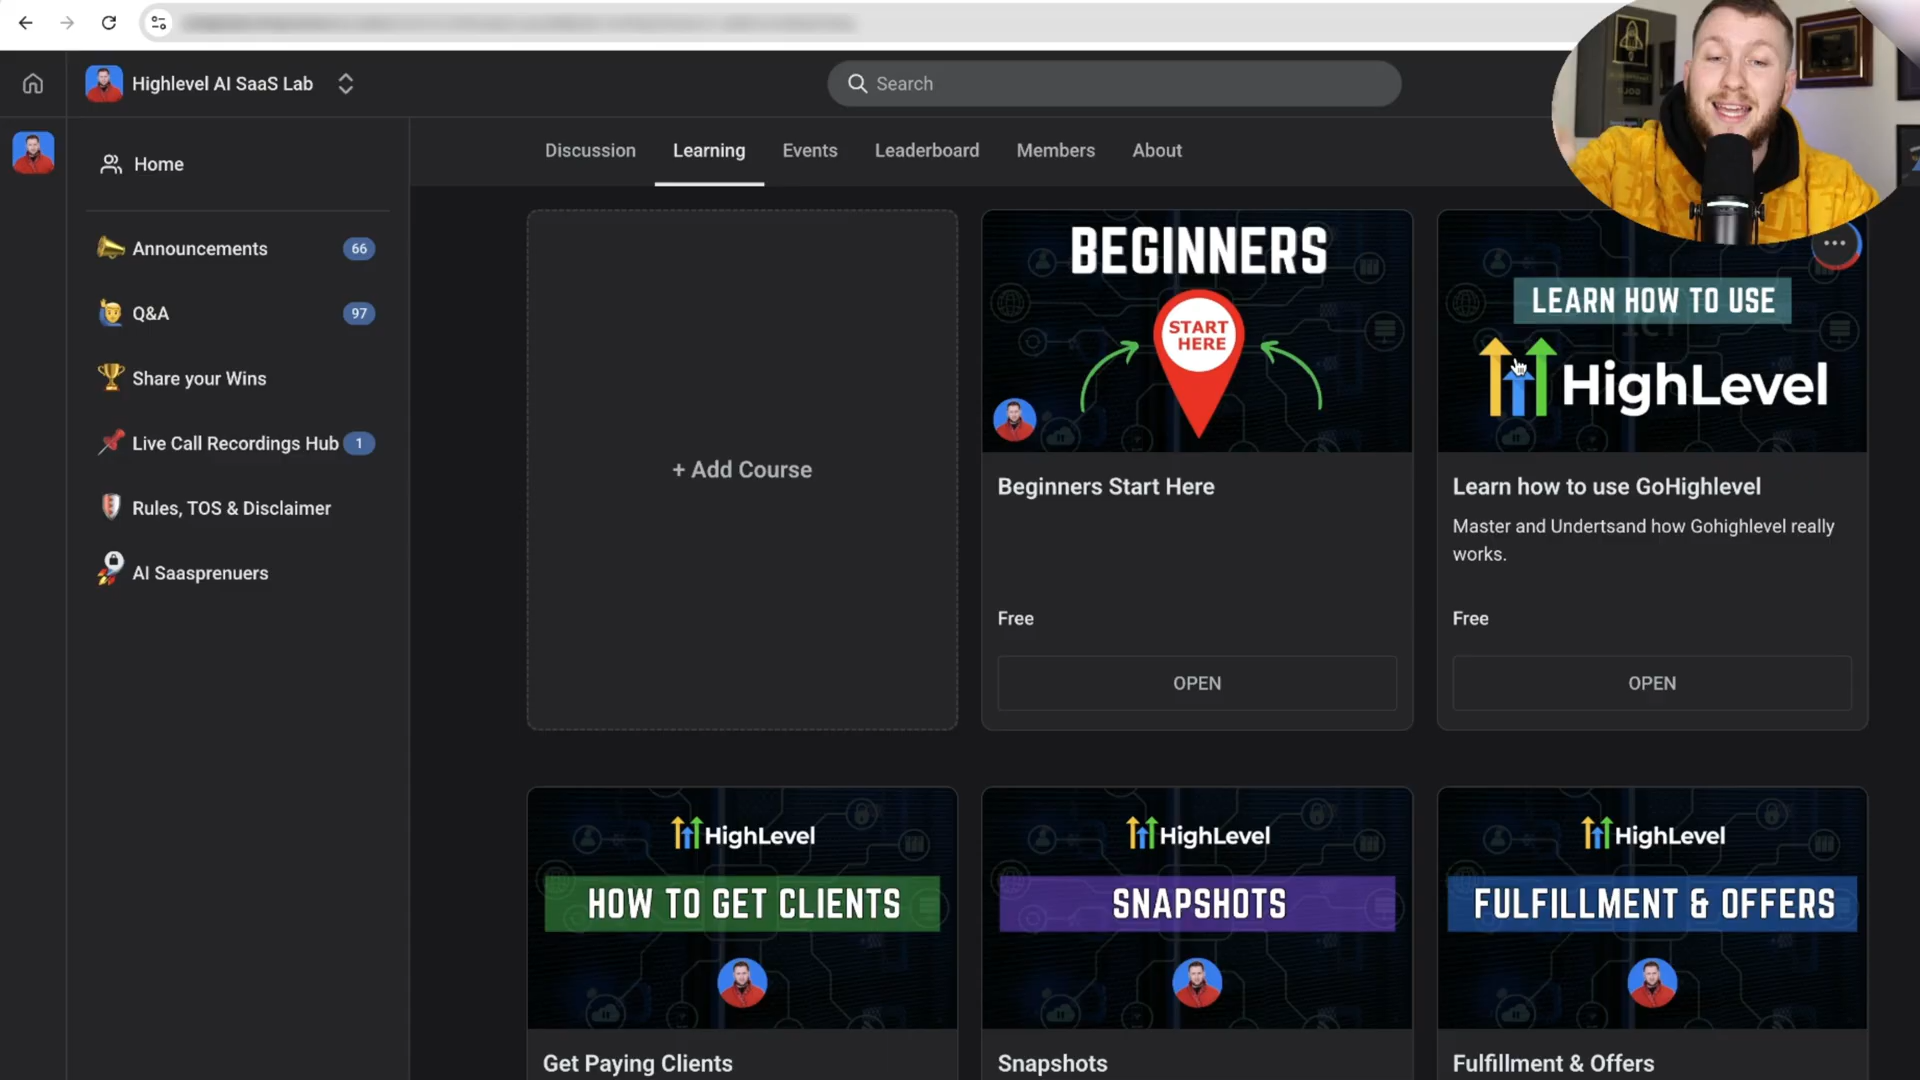 Highlevel AI SaaS Lab
Search
Home
Announcements 66
Q&A 97
Share your Wins
Live Call Recordings Hub 1
Rules, TOS & Disclaimer
AI Saasprenuers
Discussion Learning Events Leaderboard Members About
+ Add Course
BEGINNERS
START
HERE
Beginners Start Here
Free
OPEN
LEARN HOW TO USE
HighLevel
Learn how to use GoHighlevel
Master and Undertsand how Gohighlevel really
works.
Free
OPEN
HighLevel
HOW TO GET CLIENTS
Get Paying Clients
HighLevel
SNAPSHOTS
Snapshots
HighLevel
FULFILLMENT & OFFERS
Fulfillment & Offers